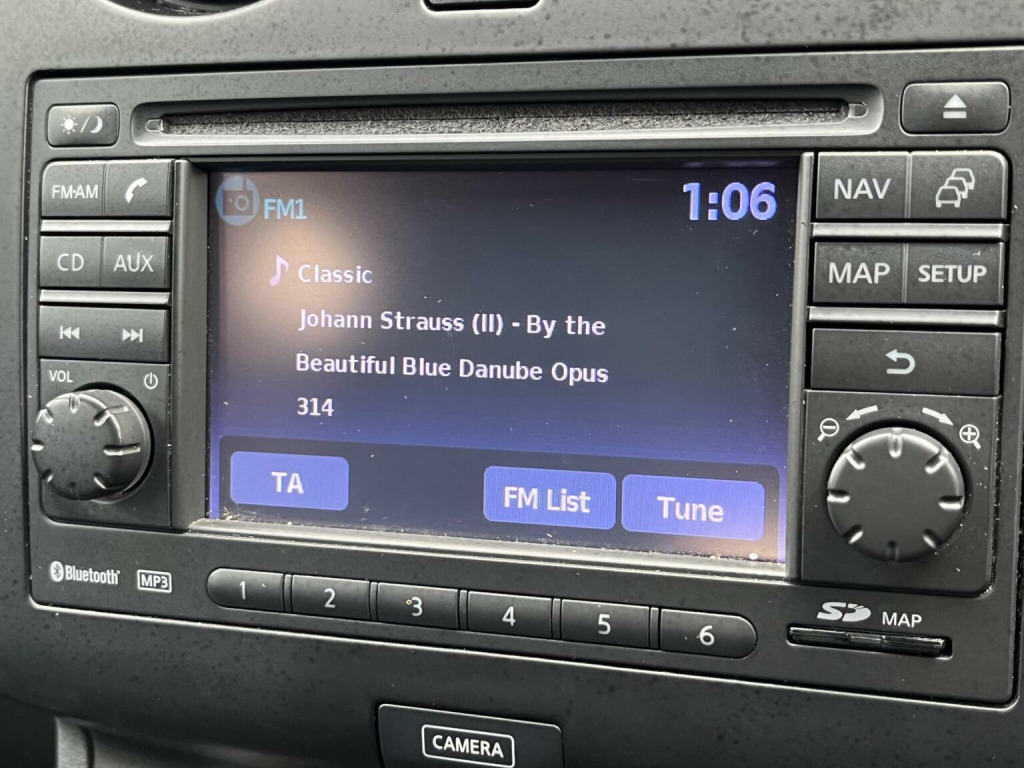 FM·AM
CD AUX
VOL
FM1
1:06
Classic
Johann Strauss (II) - By the
Beautiful Blue Danube Opus
314
TA
FM List
Tune
NAV
MAP
SETUP
Bluetooth
MP3
1 2 3 4 5 6
SD MAP
CAMERA